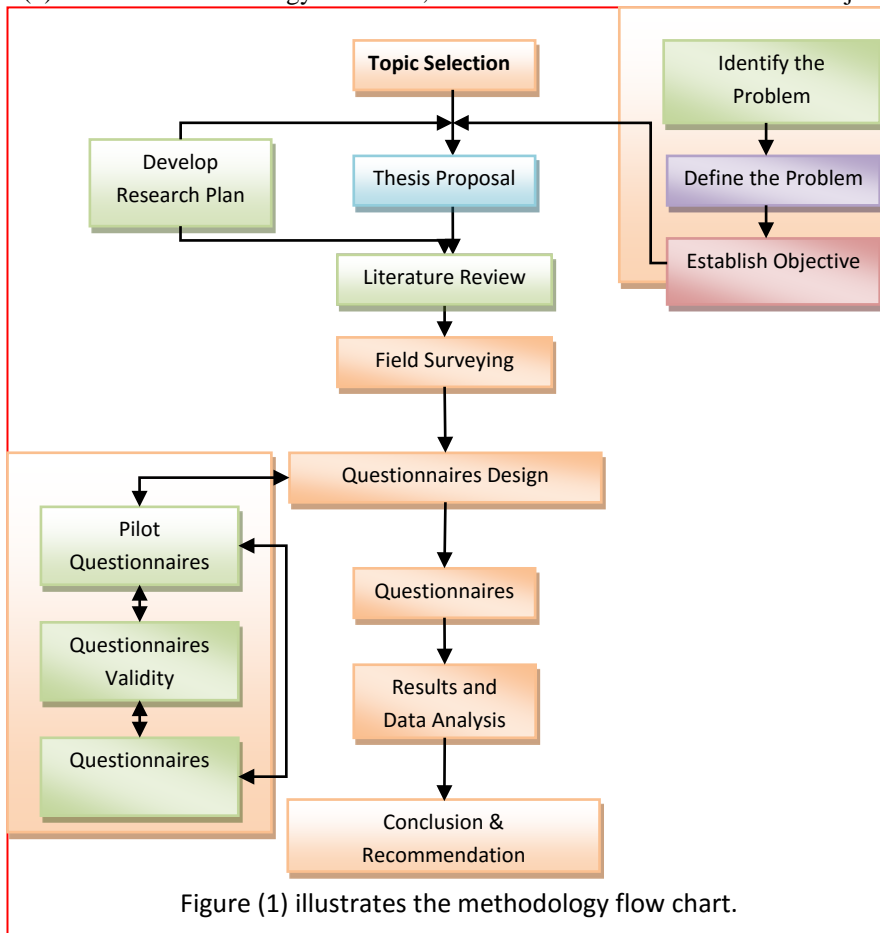 Topic Selection
Identify the
Problem
Develop
Research Plan
Thesis Proposal
Define the Problem
Literature Review
Establish Objective
Field Surveying
Questionnaires Design
Pilot
Questionnaires
Questionnaires
Questionnaires
Validity
Results and
Data Analysis
Questionnaires
Conclusion &
Recommendation
Figure (1) illustrates the methodology flow chart.